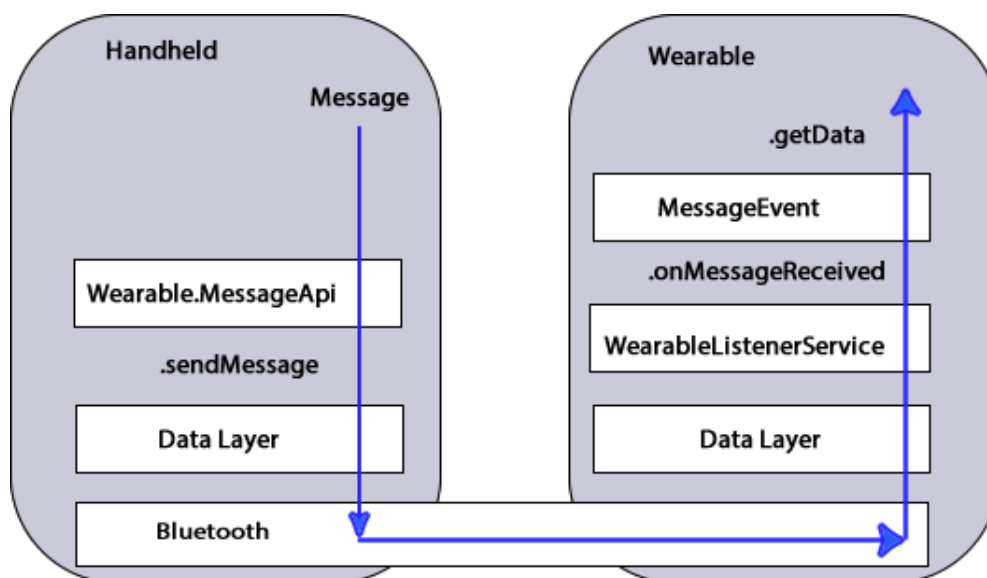 Handheld
Message
Wearable.MessageApi
.sendMessage
Data Layer
Bluetooth
Wearable
.getData
MessageEvent
.onMessageReceived
WearableListenerService
Data Layer